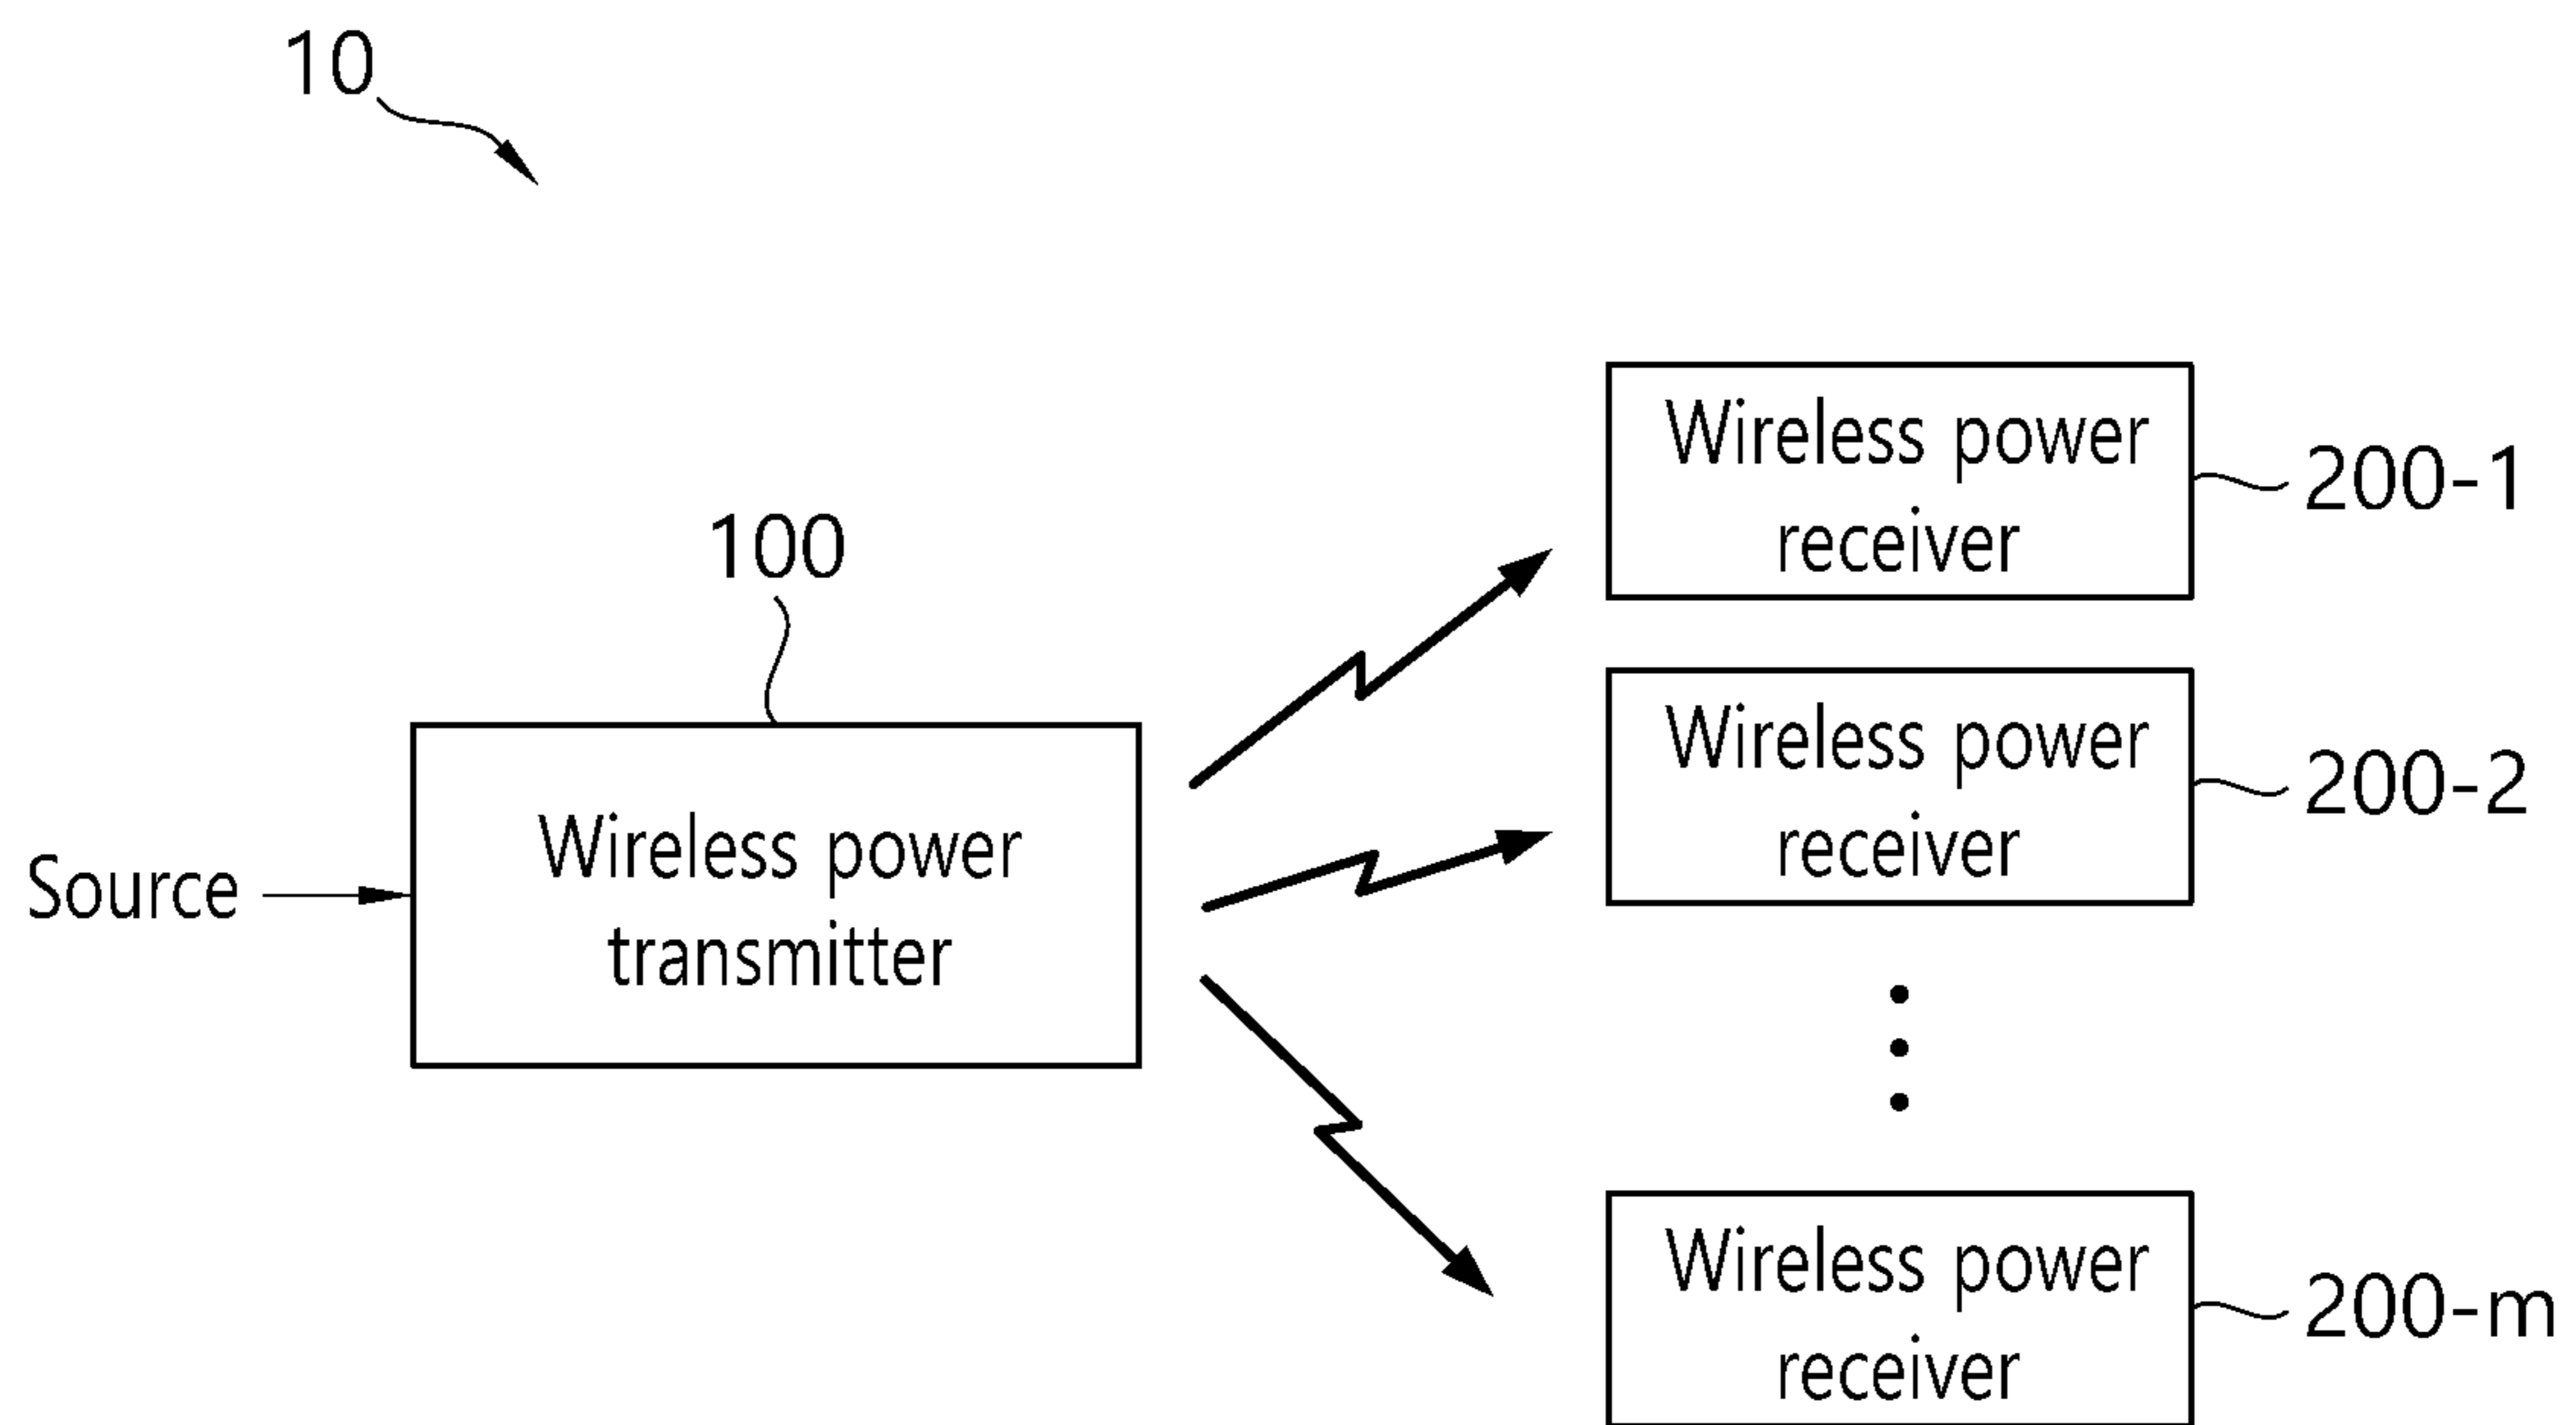 10
100
Source
Wireless power
transmitter
Wireless power
receiver
200-1
Wireless power
receiver
200-2
Wireless power
receiver
200-m